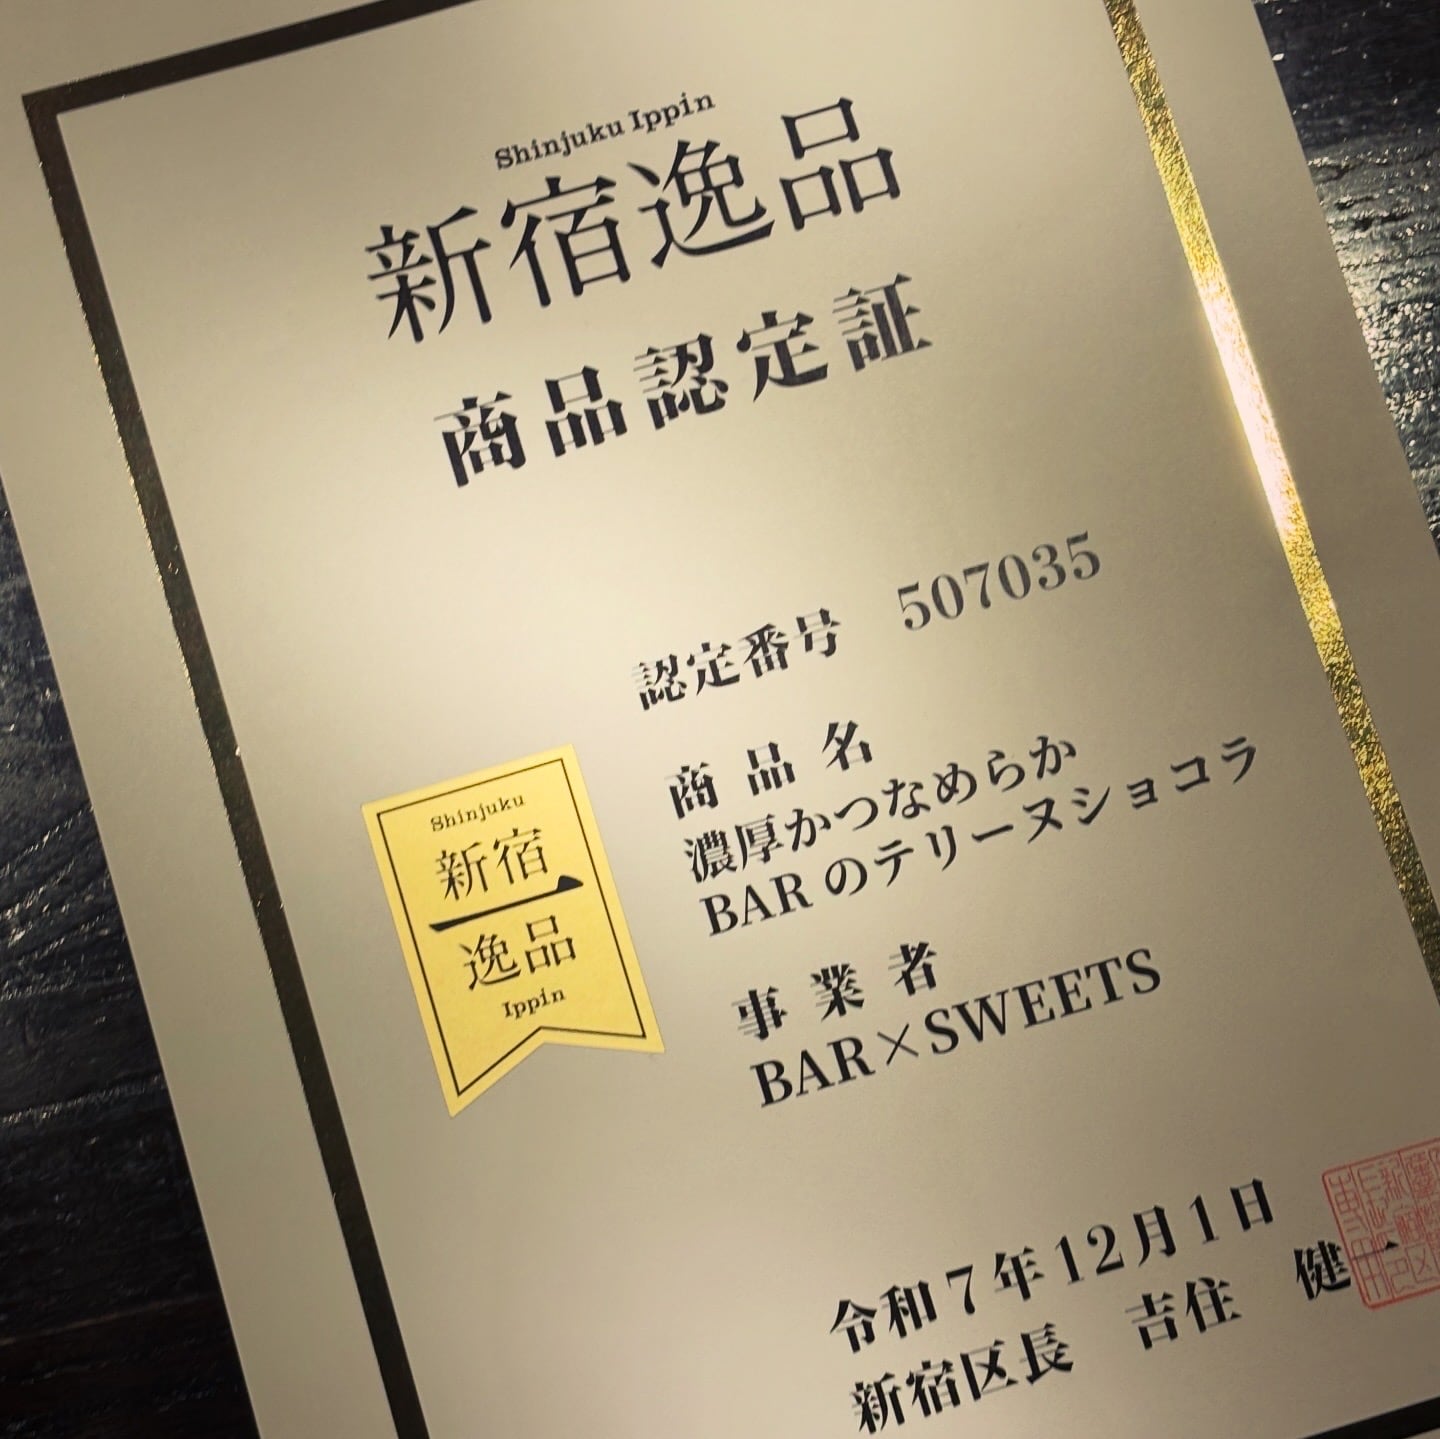 Shinjuku Ippin
新宿逸品
商品認定証
認定番号 507035
商品名
濃厚かつなめらか
BARのテリーヌショコラ
事業者
BAR×SWEETS
Shinjuku
新宿
逸品
Ippin
令和7年12月1日
新宿区長 吉住 健一